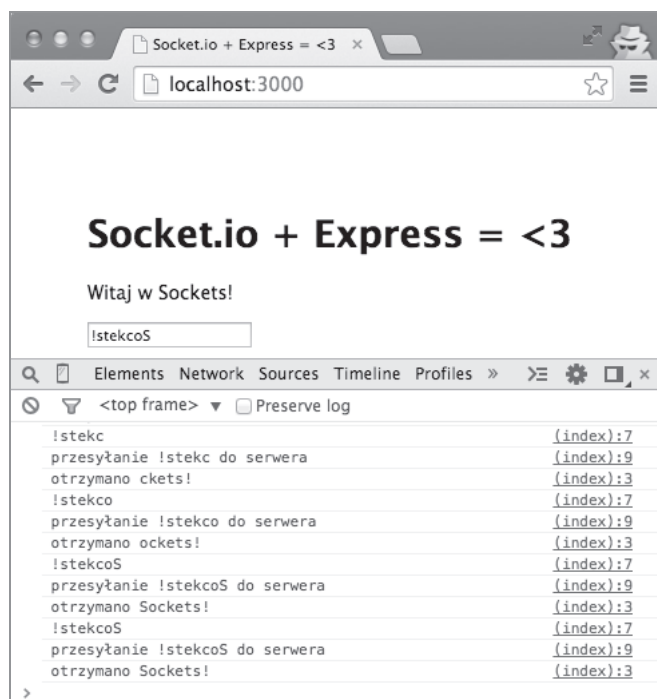 Socket.io + Express = <3
localhost:3000
Socket.io + Express = <3
Witaj w Sockets!
!stekcoS
Elements Network Sources Timeline Profiles »
<top frame> ▼ Preserve log
!stekc (index):7
przesyłanie !stekc do serwera (index):9
otrzymano ckets! (index):3
!stekco (index):7
przesyłanie !stekco do serwera (index):9
otrzymano ockets! (index):3
!stekcoS (index):7
przesyłanie !stekcoS do serwera (index):9
otrzymano Sockets! (index):3
!stekcoS (index):7
przesyłanie !stekcoS do serwera (index):9
otrzymano Sockets! (index):3
>